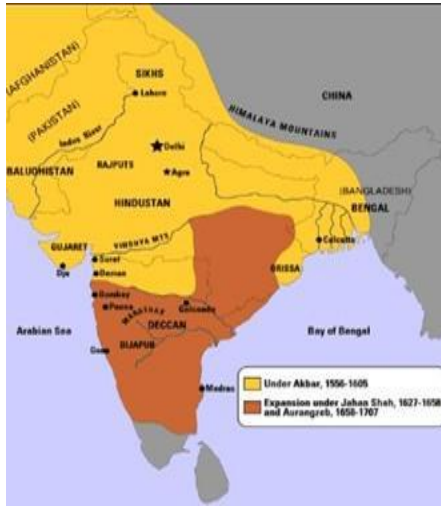 (AFGHANISTAN)
SIKHS
CHINA
Lahore
HIMALAYA MOUNTAINS
(PAKISTAN)
Indus River
Delhi
BALUCHISTAN
RAJPUTS
Agra
(BANGLADESH)
HINDUSTAN
BENGAL
GUJARET
VINDHYA MTS
Calcutta
Surat
Diu
Daman
ORISSA
Bombay
Poona
MARATHAS
Golconda
Arabian Sea
DECCAN
Bay of Bengal
BIJAPUR
Goa
Madras
Under Akbar, 1556-1605
Expansion under Jahan Shah, 1627-1658
and Aurangzeb, 1658-1707